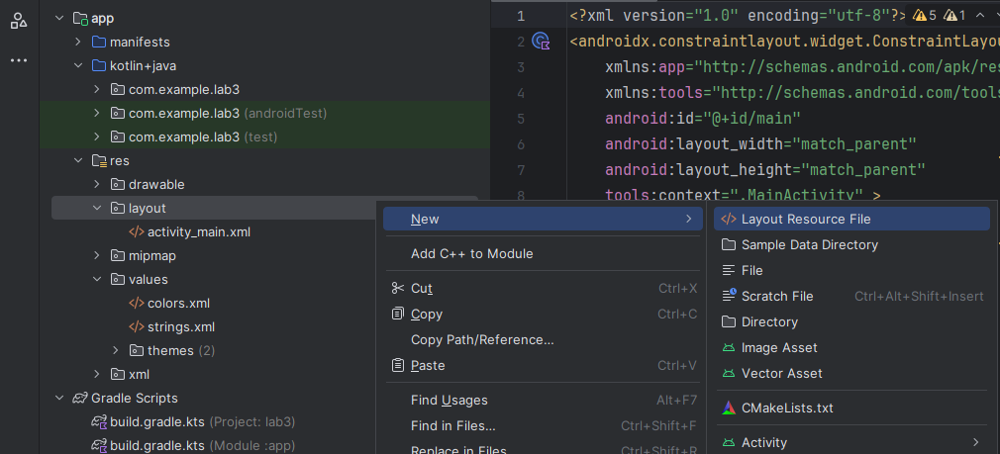 app
manifests
kotlin+java
com.example.lab3
com.example.lab3 (androidTest)
com.example.lab3 (test)
res
drawable
layout
activity_main.xml
mipmap
values
colors.xml
strings.xml
themes (2)
xml
Gradle Scripts
build.gradle.kts (Project: lab3)
build.gradle.kts (Module :app)
1 <?xml version="1.0" encoding="utf-8"?> 5 1
2 <androidx.constraintlayout.widget.ConstraintLayou
3 xmlns:app="http://schemas.android.com/apk/res
4 xmlns:tools="http://schemas.android.com/tools
5 android:id="@+id/main"
6 android:layout_width="match_parent"
7 android:layout_height="match_parent"
8 tools:context=".MainActivity" >
New
Add C++ to Module
Cut Ctrl+X
Copy Ctrl+C
Copy Path/Reference...
Paste Ctrl+V
Find Usages Alt+F7
Find in Files... Ctrl+Shift+F
Replace in Files... Ctrl+Shift+R
Layout Resource File
Sample Data Directory
File
Scratch File Ctrl+Alt+Shift+Insert
Directory
Image Asset
Vector Asset
CMakeLists.txt
Activity